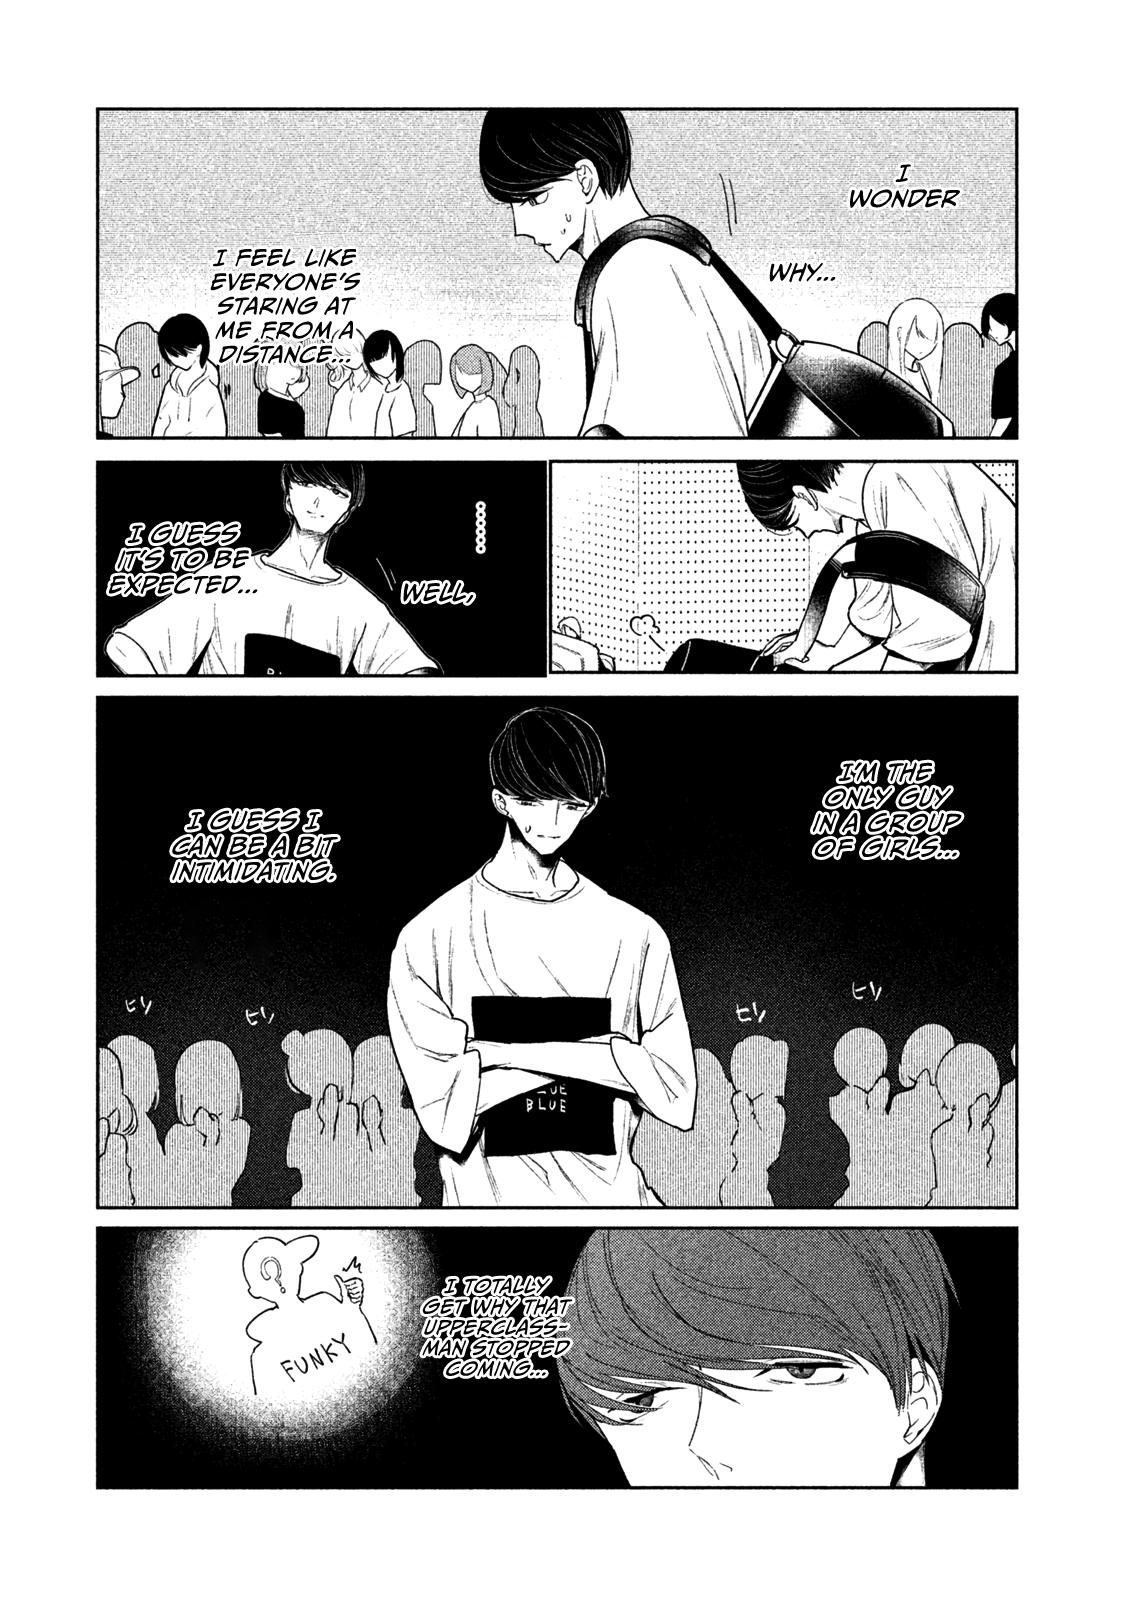 I
WONDER
WHY...
I FEEL LIKE
EVERYONE'S
STARING AT
ME FROM A
DISTANCE...
WELL,
I GUESS
IT'S TO BE
EXPECTED...
I'M THE
ONLY GUY
IN A GROUP
OF GIRLS...
I GUESS I
CAN BE A BIT
INTIMIDATING.
ヒソ
ヒソ
ヒソ
ヒソ
BLUE
I TOTALLY
GET WHY THAT
UPPERCLASS-
MAN STOPPED
COMING...
FUNKY